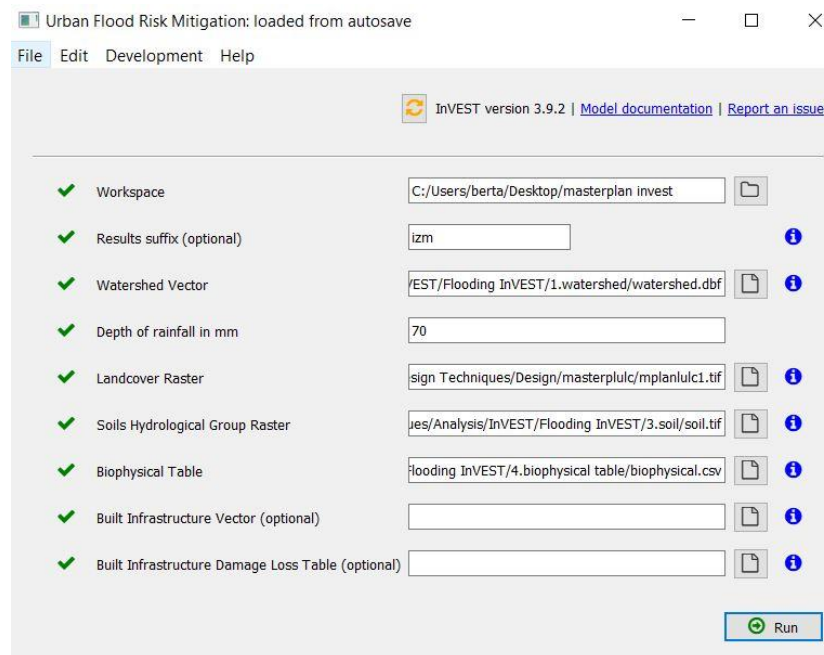 Urban Flood Risk Mitigation: loaded from autosave
File Edit Development Help
InVEST version 3.9.2 | Model documentation | Report an issue
Workspace C:/Users/berta/Desktop/masterplan invest
Results suffix (optional) izm
Watershed Vector /EST/Flooding InVEST/1.watershed/watershed.dbf
Depth of rainfall in mm 70
Landcover Raster sign Techniques/Design/masterplulc/mplanlulc1.tif
Soils Hydrological Group Raster ues/Analysis/InVEST/Flooding InVEST/3.soil/soil.tif
Biophysical Table Flooding InVEST/4.biophysical table/biophysical.csv
Built Infrastructure Vector (optional)
Built Infrastructure Damage Loss Table (optional)
Run